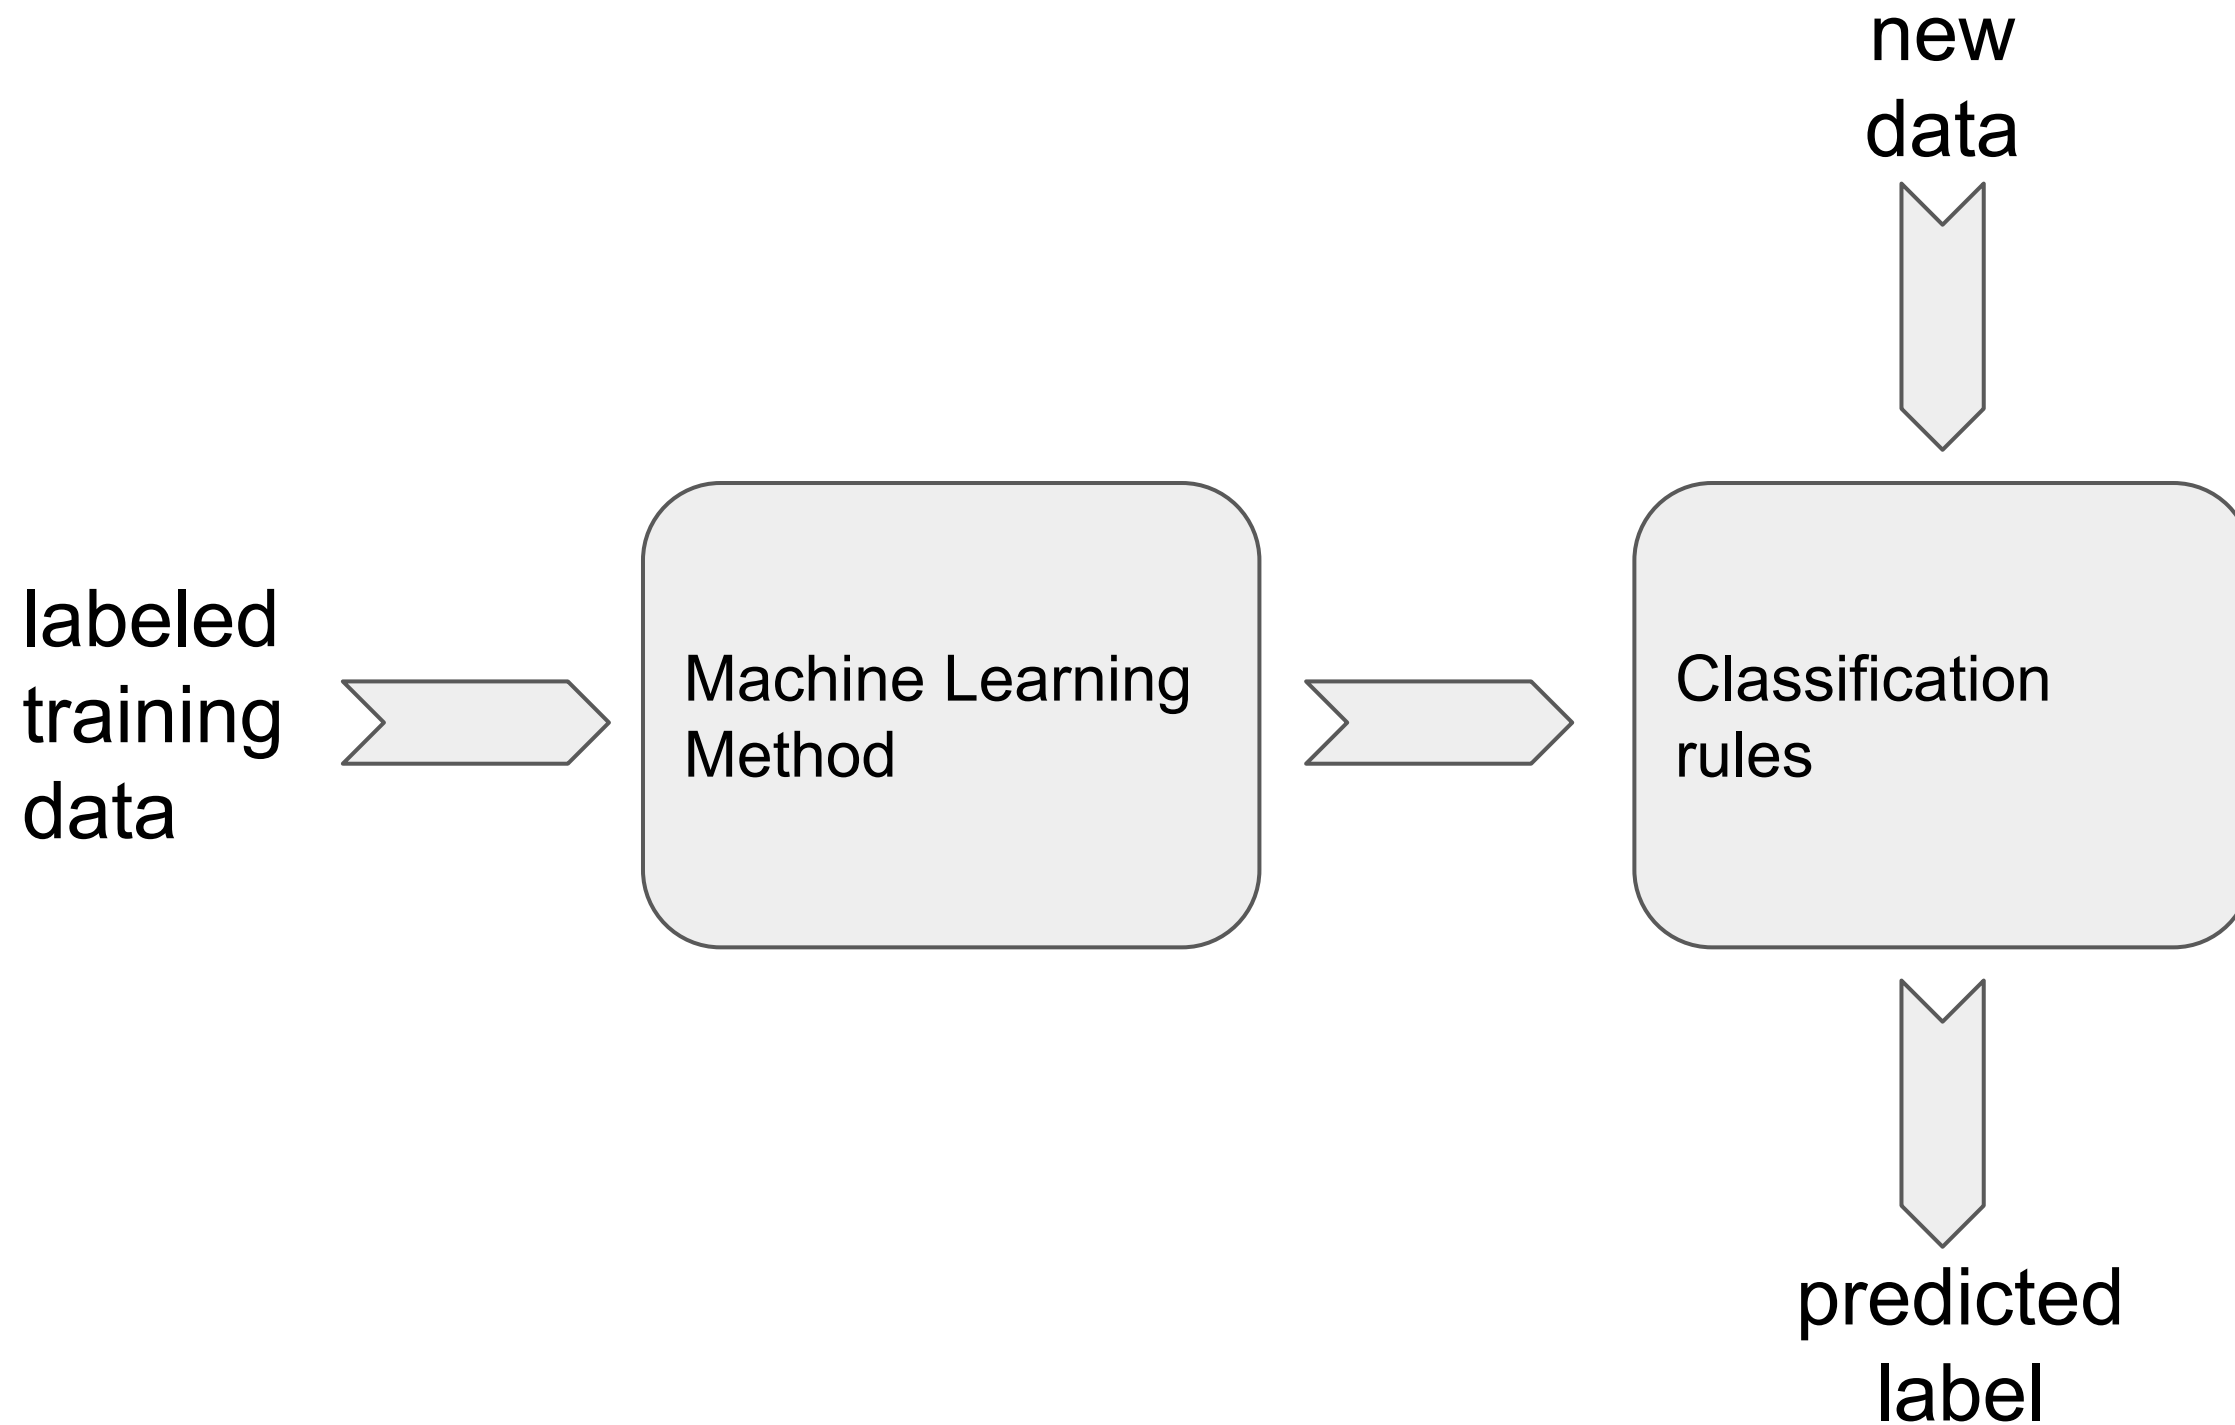 new
data
labeled
training
data
Machine Learning
Method
Classification
rules
predicted
label